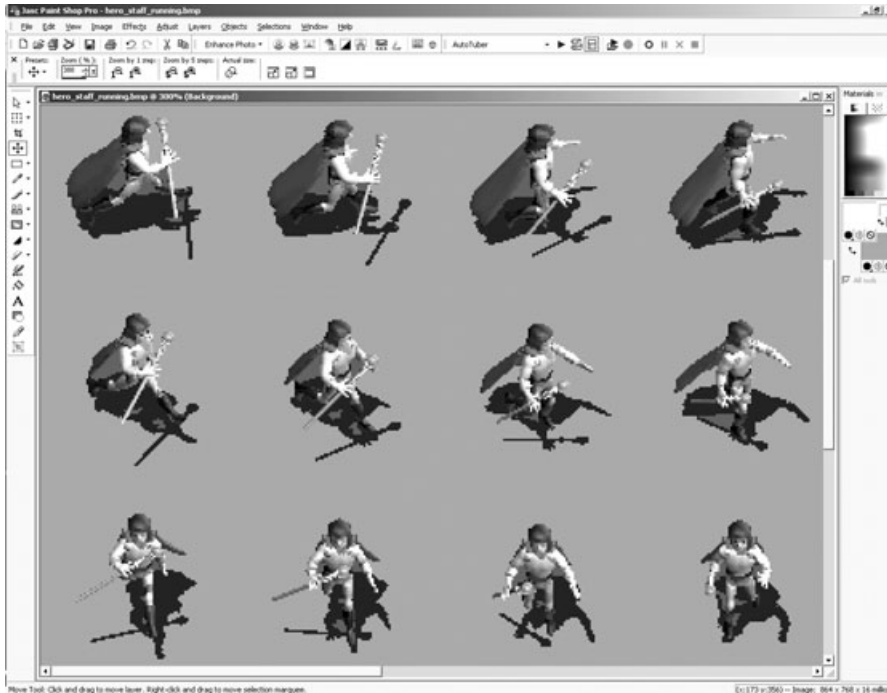 Jasc Paint Shop Pro - hero_staff_running.bmp
File Edit View Image Effects Adjust Layers Objects Selections Window Help
Enhance Photo AutoTuber
Presets: Zoom (%): Zoom by 1 step: Zoom by 5 steps: Actual size:
300
hero_staff_running.bmp @ 300% (Background)
Materials
All tools
Move Tool: Click and drag to move layer. Right-click and drag to move selection marquee.
Image: 864 x 768 x 16